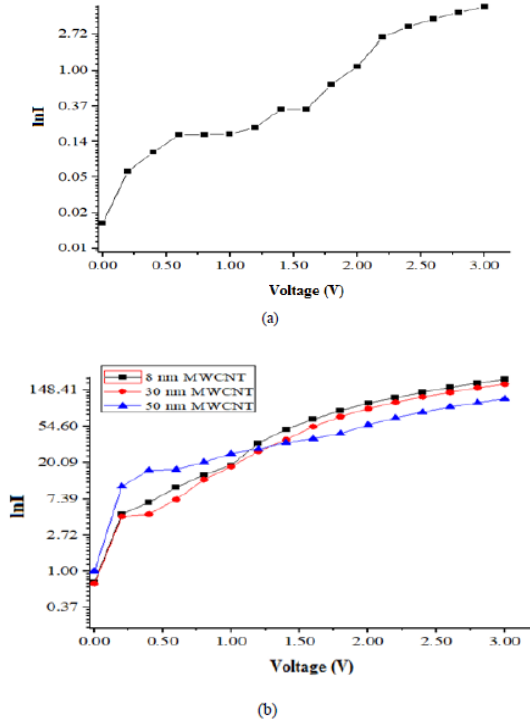 2.72
1.00
0.37
0.14
0.05
0.02
0.01
lnI
0.00 0.50 1.00 1.50 2.00 2.50 3.00
Voltage (V)
(a)
8 nm MWCNT
30 nm MWCNT
50 nm MWCNT
148.41
54.60
20.09
7.39
2.72
1.00
0.37
lnI
0.00 0.50 1.00 1.50 2.00 2.50 3.00
Voltage (V)
(b)